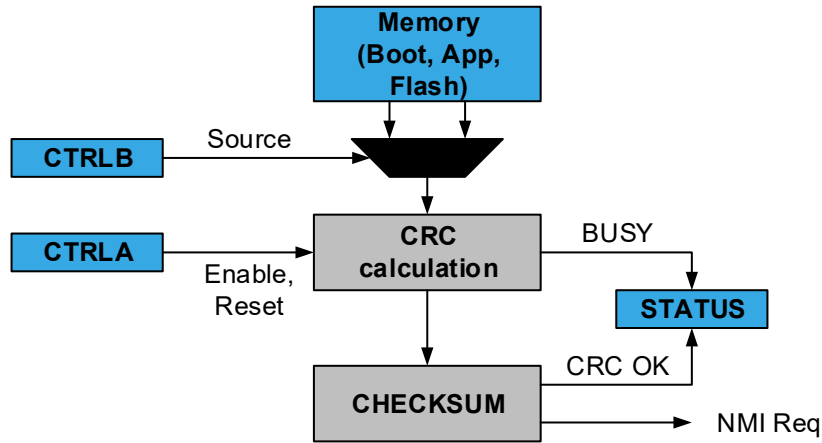 Memory
(Boot, App,
Flash)
Source
CTRLB
CRC
calculation
BUSY
CTRLA
Enable,
Reset
STATUS
CRC OK
CHECKSUM
NMI Req